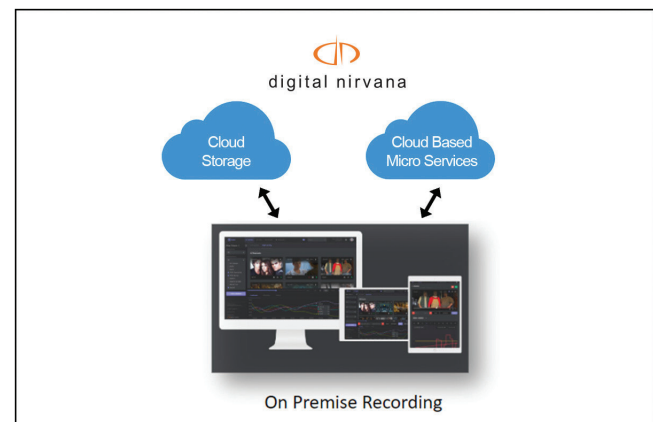 digital nirvana
Cloud
Storage
Cloud Based
Micro Services
On Premise Recording